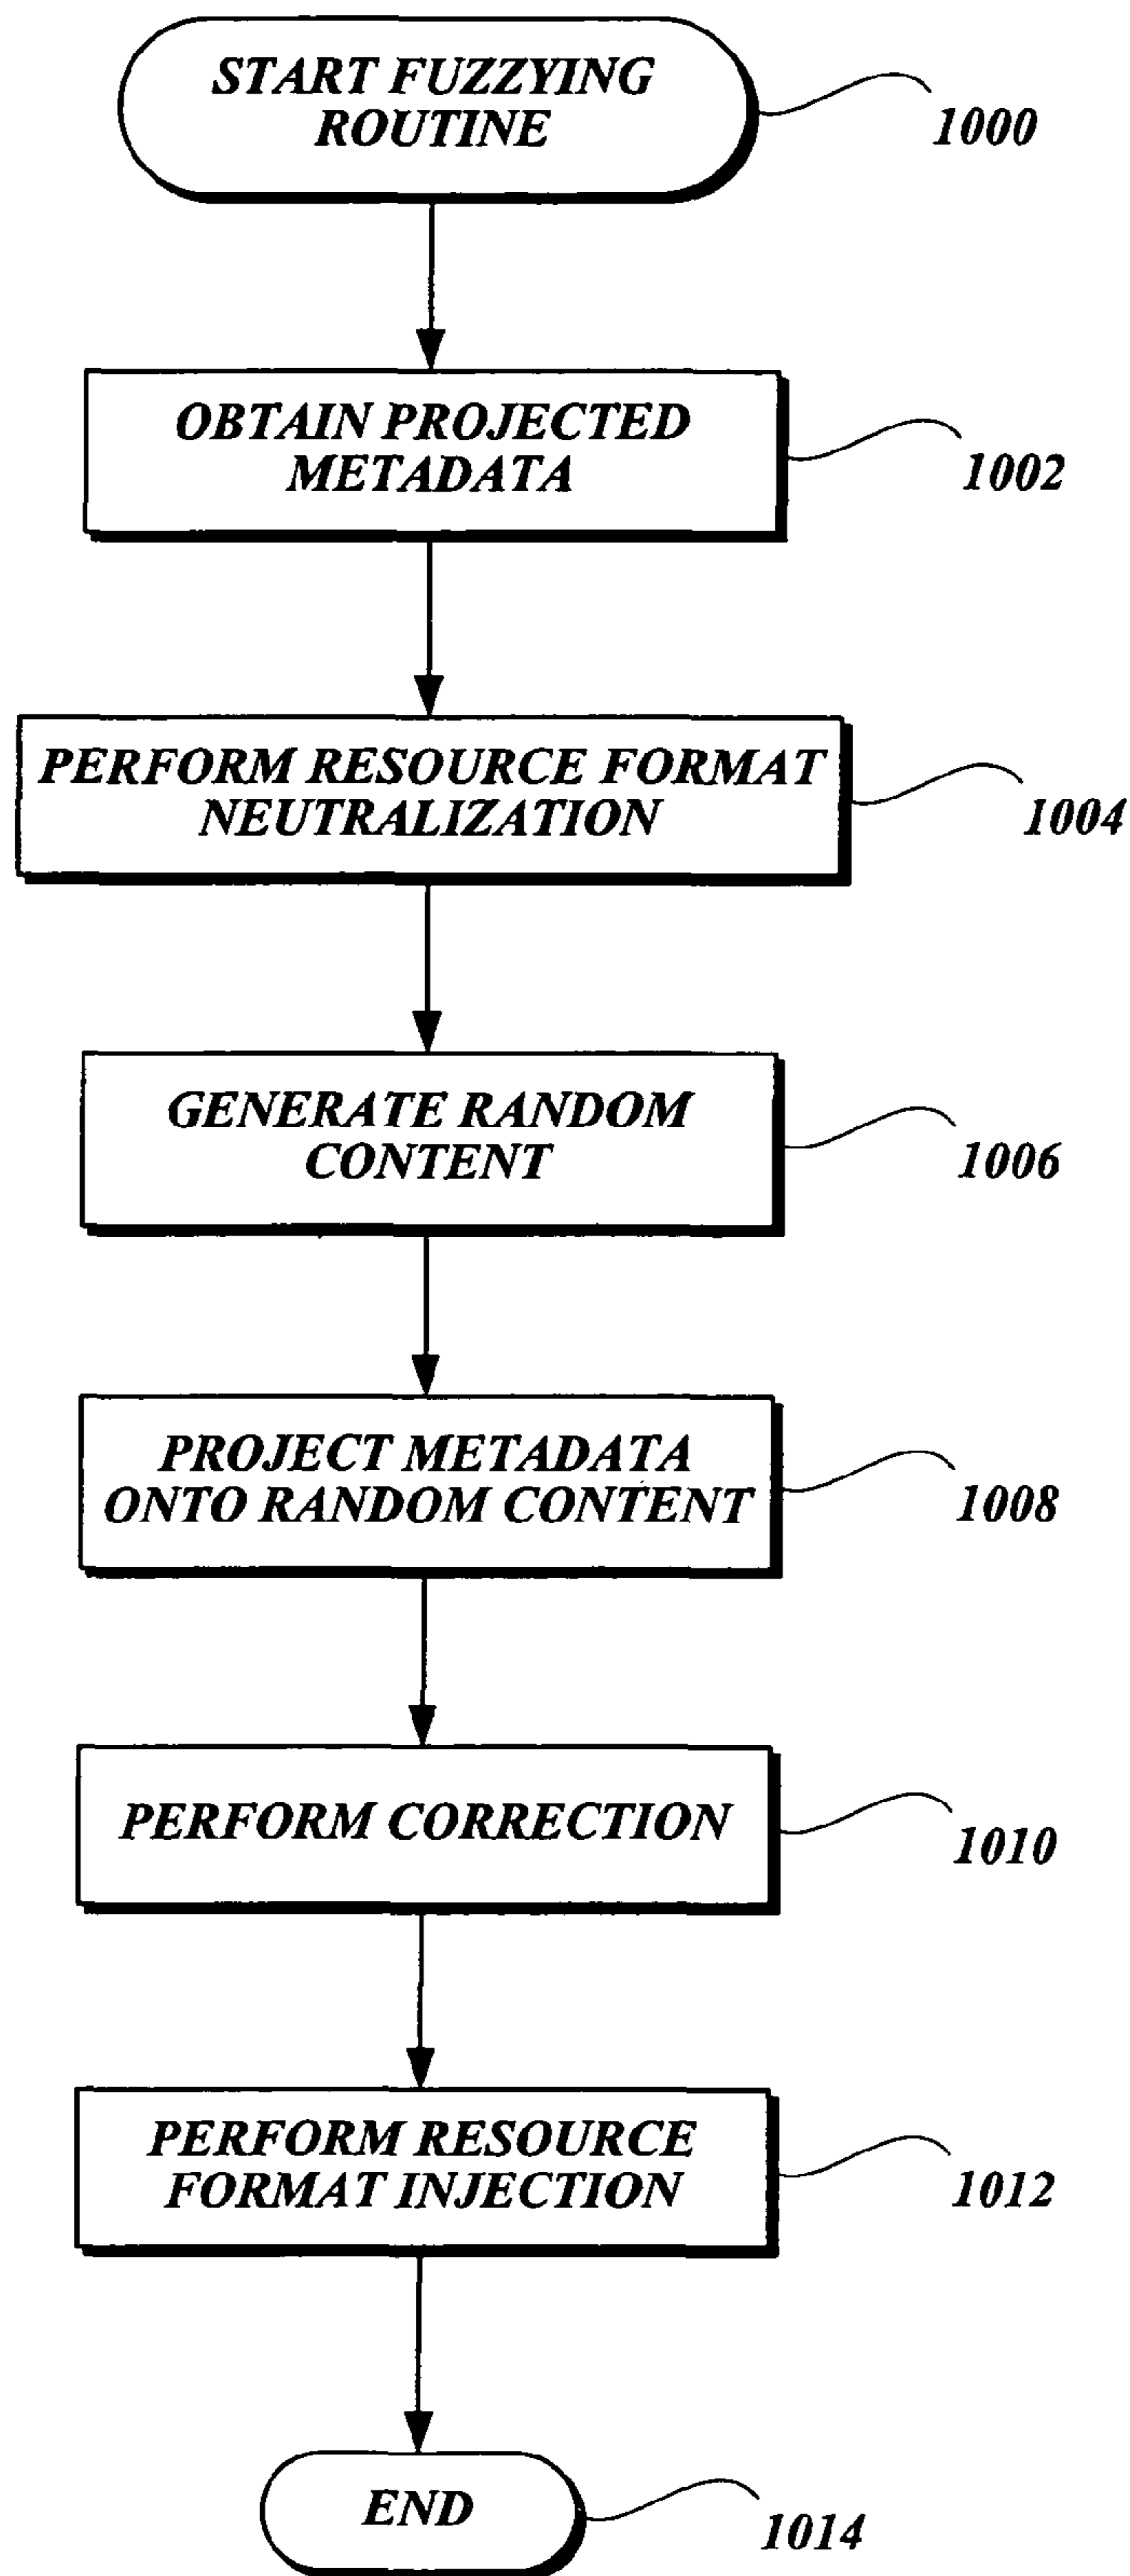 START FUZZYING
ROUTINE
1000
OBTAIN PROJECTED
METADATA
1002
PERFORM RESOURCE FORMAT
NEUTRALIZATION
1004
GENERATE RANDOM
CONTENT
1006
PROJECT METADATA
ONTO RANDOM CONTENT
1008
PERFORM CORRECTION
1010
PERFORM RESOURCE
FORMAT INJECTION
1012
END
1014